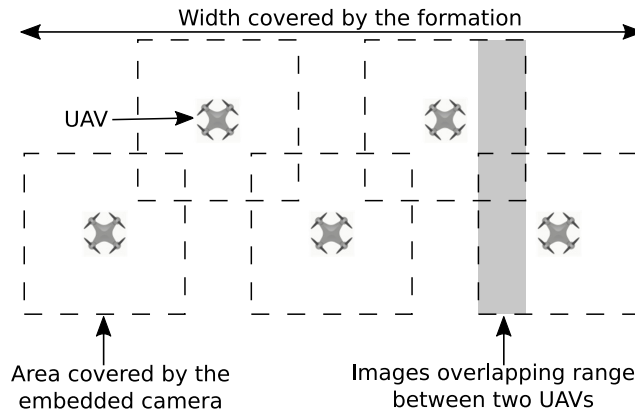 Width covered by the formation
UAV
Area covered by the
embedded camera
Images overlapping range
between two UAVs